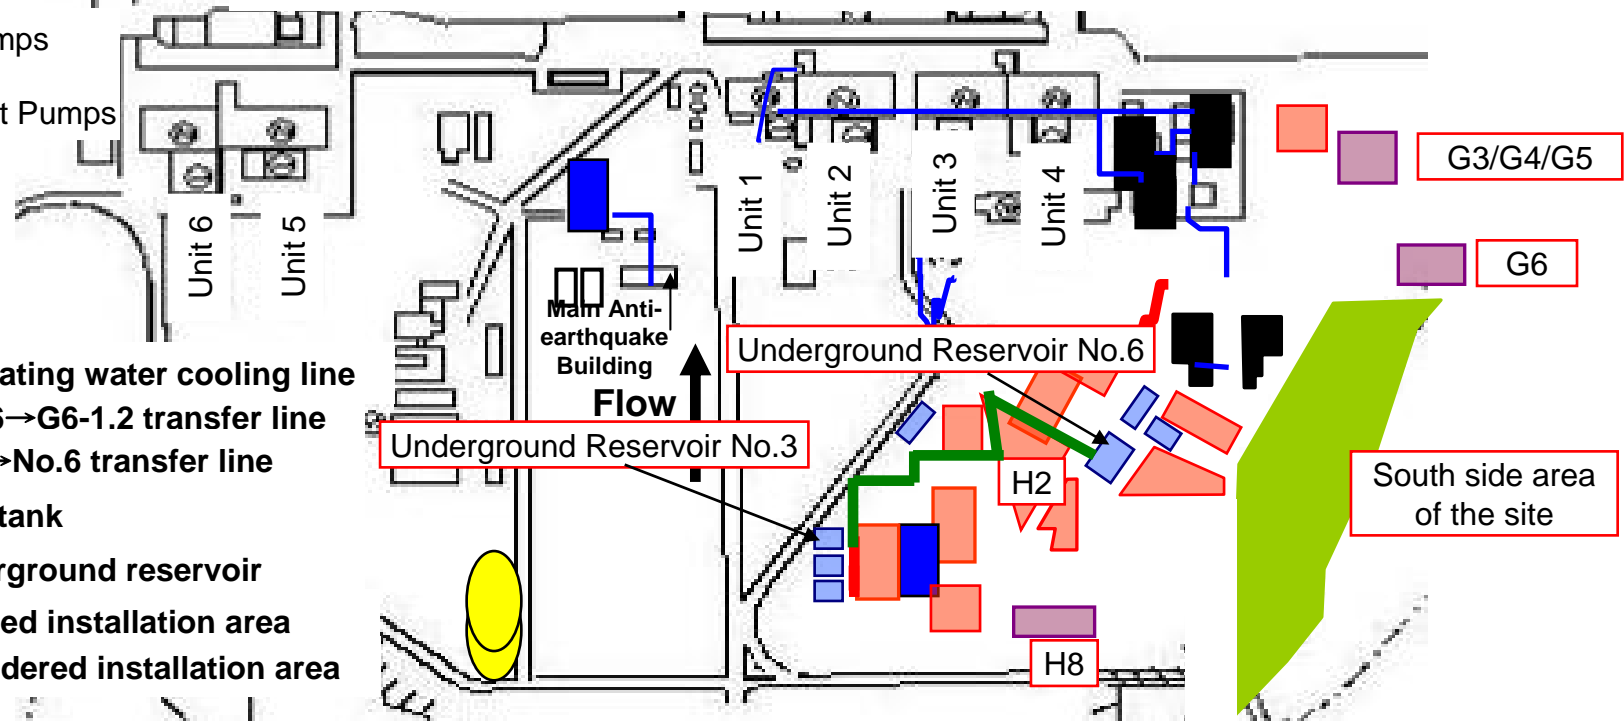 mps
t Pumps
G3/G4/G5
G6
Unit 6
Unit 5
Unit 1
Unit 2
Unit 3
Unit 4
Main Anti-
earthquake
Building
Flow
Underground Reservoir No.6
Underground Reservoir No.3
ating water cooling line
→G6-1.2 transfer line
→No.6 transfer line
tank
rground reservoir
ed installation area
dered installation area
H2
H8
South side area
of the site